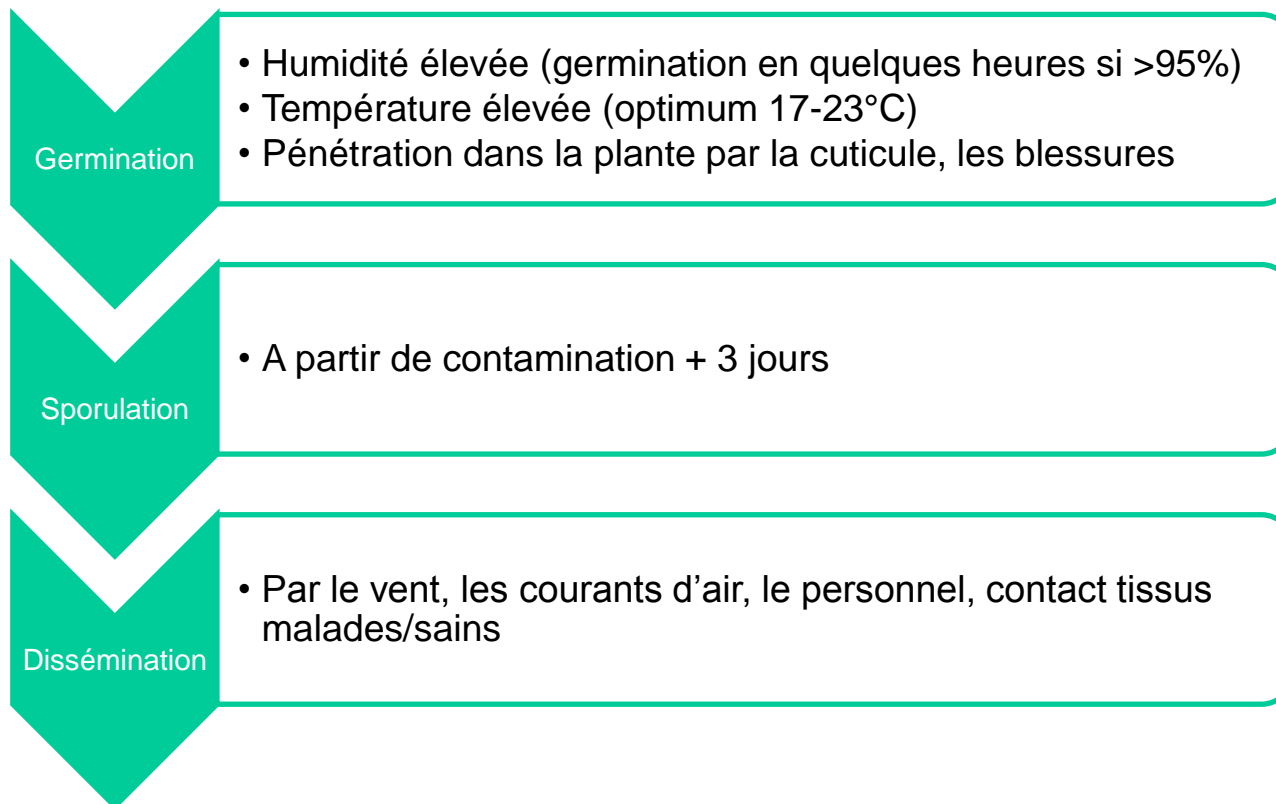 Germination
• Humidité élevée (germination en quelques heures si >95%)
• Température élevée (optimum 17-23°C)
• Pénétration dans la plante par la cuticule, les blessures
Sporulation
• A partir de contamination + 3 jours
Dissémination
• Par le vent, les courants d’air, le personnel, contact tissus
malades/sains